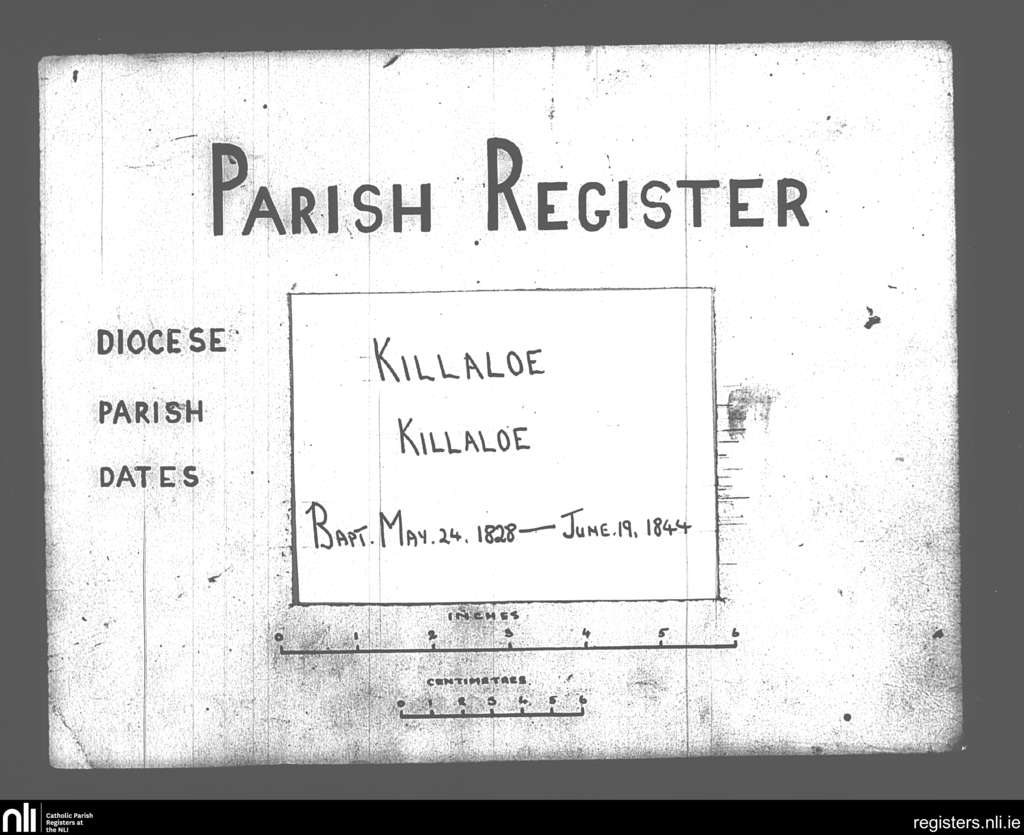 PARISH REGISTER
DIOCESE KILLALOE
PARISH KILLALOE
DATES BAPT. MAY. 24. 1828 — JUNE. 19. 1844
INCHES
0 1 2 3 4 5 6
CENTIMETRES
0 1 2 3 4 5 6
nli
Catholic Parish
Registers at
the NLI
registers.nli.ie